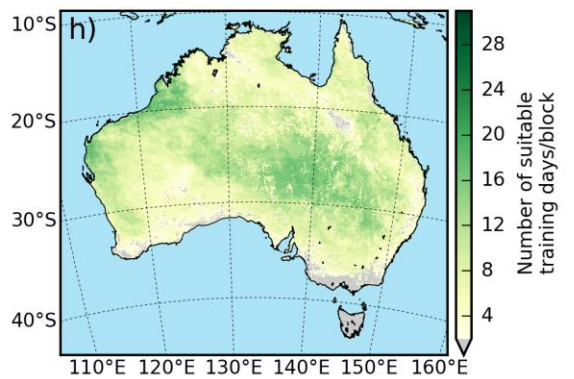 h)
10°S
20°S
30°S
40°S
110°E 120°E 130°E 140°E 150°E 160°E
28
24
20
16
12
8
4
Number of suitable
training days/block